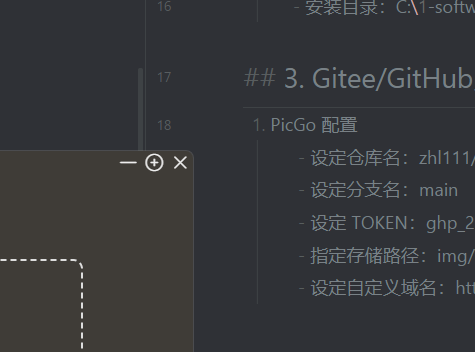 16 - 安装目录：C:\1-softw
17 ## 3. Gitee/GitHub
18 1. PicGo 配置
- 设定仓库名：zhl111/
- 设定分支名：main
- 设定 TOKEN：ghp_2
- 指定存储路径：img/
- 设定自定义域名：htt